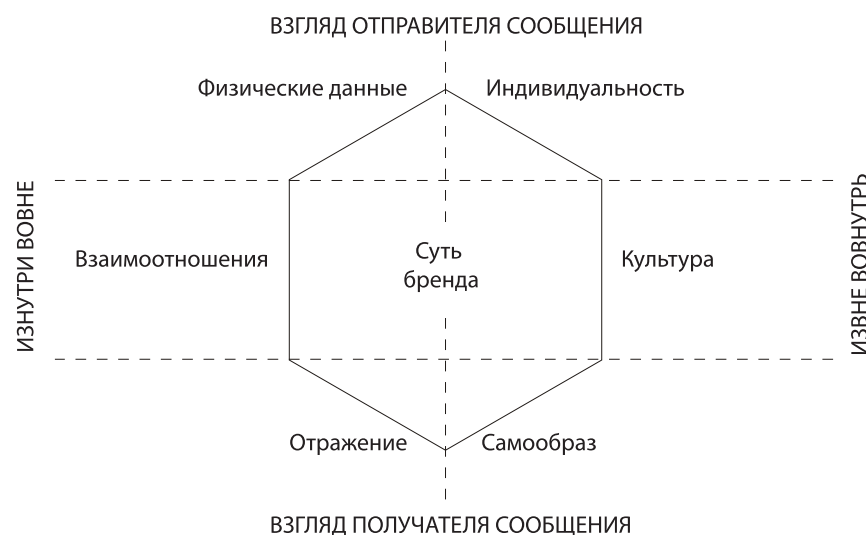 ВЗГЛЯД ОТПРАВИТЕЛЯ СООБЩЕНИЯ
Физические данные
Индивидуальность
ИЗНУТРИ ВОВНЕ
Взаимоотношения
Суть
бренда
Культура
ИЗВНЕ ВОВНУТРЬ
Отражение
Самообраз
ВЗГЛЯД ПОЛУЧАТЕЛЯ СООБЩЕНИЯ